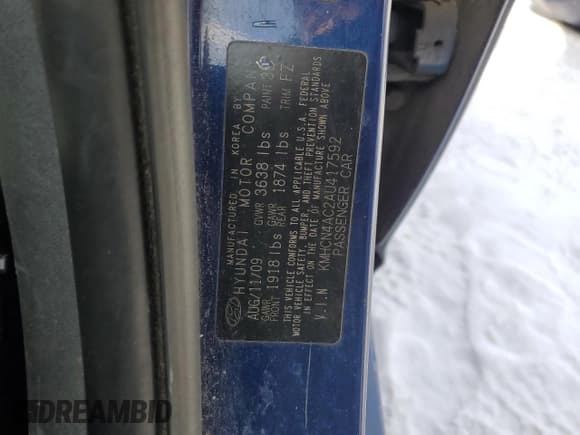 MANUFACTURED IN KOREA BY
HYUNDAI MOTOR COMPANY
AUG/11/09 GVWR 3638 lbs PAINT
GAWR FRONT 1918 lbs GAWR REAR 1874 lbs TRIM FZ
THIS VEHICLE CONFORMS TO ALL APPLICABLE U.S.A. FEDERAL
MOTOR VEHICLE SAFETY, BUMPER, AND THEFT PREVENTION STANDARDS
IN EFFECT ON THE DATE OF MANUFACTURE SHOWN ABOVE
V.I.N KMHCN4AC2AU417592
PASSENGER CAR
DREAMBID